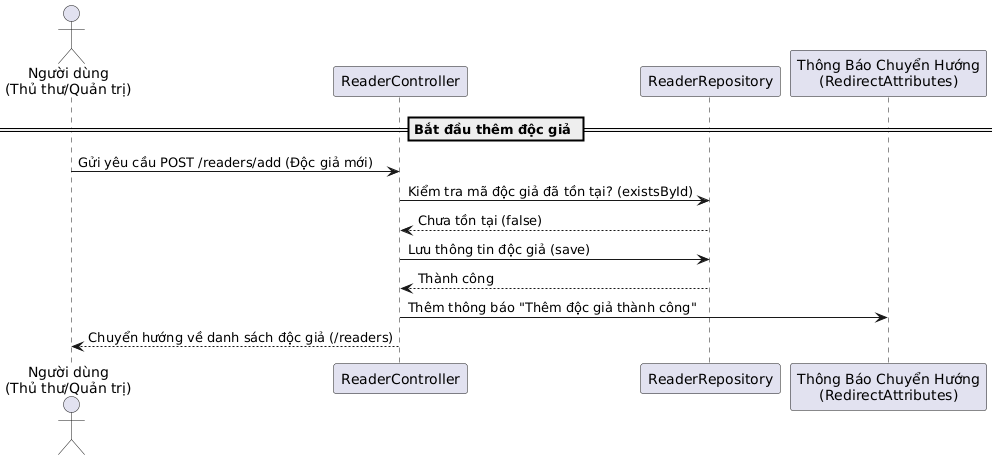 Người dùng
(Thủ thư/Quản trị)
ReaderController
ReaderRepository
Thông Báo Chuyển Hướng
(RedirectAttributes)
Bắt đầu thêm độc giả
Gửi yêu cầu POST /readers/add (Độc giả mới)
Kiểm tra mã độc giả đã tồn tại? (existsById)
Chưa tồn tại (false)
Lưu thông tin độc giả (save)
Thành công
Thêm thông báo "Thêm độc giả thành công"
Chuyển hướng về danh sách độc giả (/readers)
Người dùng
(Thủ thư/Quản trị)
ReaderController
ReaderRepository
Thông Báo Chuyển Hướng
(RedirectAttributes)